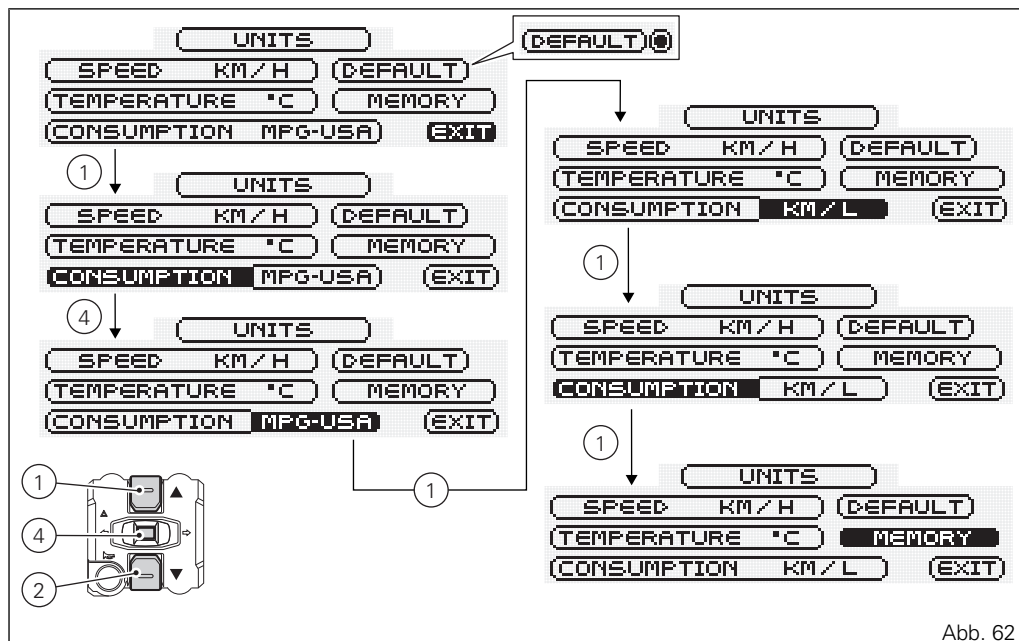 UNITS
SPEED KM/H DEFAULT
TEMPERATURE °C MEMORY
CONSUMPTION MPG-USA EXIT
DEFAULT
1
UNITS
SPEED KM/H DEFAULT
TEMPERATURE °C MEMORY
CONSUMPTION MPG-USA EXIT
4
UNITS
SPEED KM/H DEFAULT
TEMPERATURE °C MEMORY
CONSUMPTION MPG-USA EXIT
1
UNITS
SPEED KM/H DEFAULT
TEMPERATURE °C MEMORY
CONSUMPTION KM/L EXIT
1
UNITS
SPEED KM/H DEFAULT
TEMPERATURE °C MEMORY
CONSUMPTION KM/L EXIT
1
UNITS
SPEED KM/H DEFAULT
TEMPERATURE °C MEMORY
CONSUMPTION KM/L EXIT
1
4
2
Abb. 62